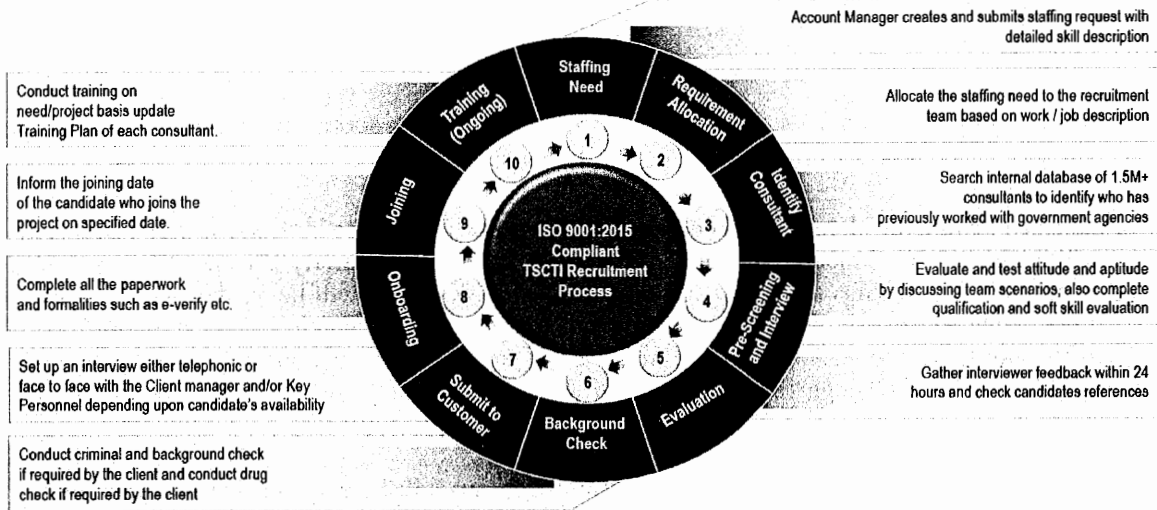 Account Manager creates and submits staffing request with
detailed skill description
Allocate the staffing need to the recruitment
team based on work / job description
Search internal database of 1.5M+
consultants to identify who has
previously worked with government agencies
Evaluate and test attitude and aptitude
by discussing team scenarios, also complete
qualification and soft skill evaluation
Gather interviewer feedback within 24
hours and check candidates references
Conduct training on
need/project basis update
Training Plan of each consultant.
Inform the joining date
of the candidate who joins the
project on specified date.
Complete all the paperwork
and formalities such as e-verify etc.
Set up an interview either telephonic or
face to face with the Client manager and/or Key
Personnel depending upon candidate's availability
Conduct criminal and background check
if required by the client and conduct drug
check if required by the client
Staffing
Need
Requirement
Allocation
Identify
Consultant
Pre-Screening
and Interview
Evaluation
Background
Check
Submit to
Customer
Onboarding
Joining
Training
(Ongoing)
1
2
3
4
5
6
7
8
9
10
ISO 9001:2015
Compliant
TSCTI Recruitment
Process